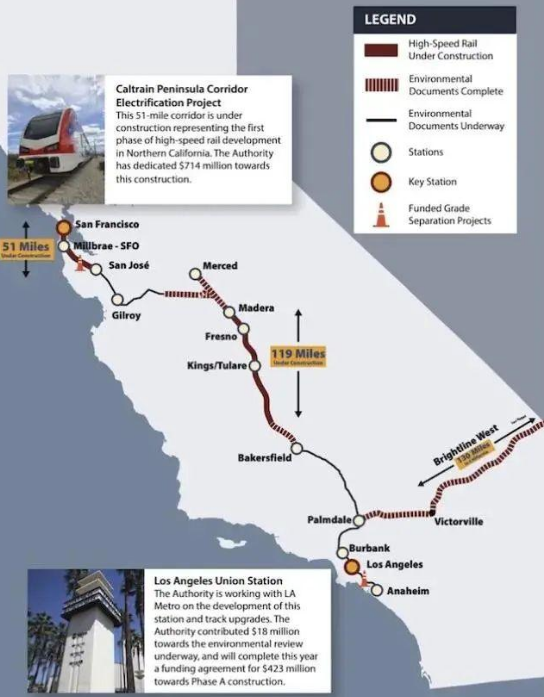 LEGEND
High-Speed Rail
Under Construction
Environmental
Documents Complete
Environmental
Documents Underway
Stations
Key Station
Funded Grade
Separation Projects
Caltrain Peninsula Corridor
Electrification Project
This 51-mile corridor is under
construction representing the first
phase of high-speed rail development
in Northern California. The Authority
has dedicated $714 million towards
this construction.
San Francisco
51 Miles
Under Construction
Millbrae - SFO
San José
Gilroy
Merced
Madera
Fresno
119 Miles
Under Construction
Kings/Tulare
Bakersfield
Brightline West
130 Miles
Palmdale
Victorville
Burbank
Los Angeles
Anaheim
Los Angeles Union Station
The Authority is working with LA
Metro on the development of this
station and track upgrades. The
Authority contributed $18 million
towards the environmental review
underway, and will complete this year
a funding agreement for $423 million
towards Phase A construction.